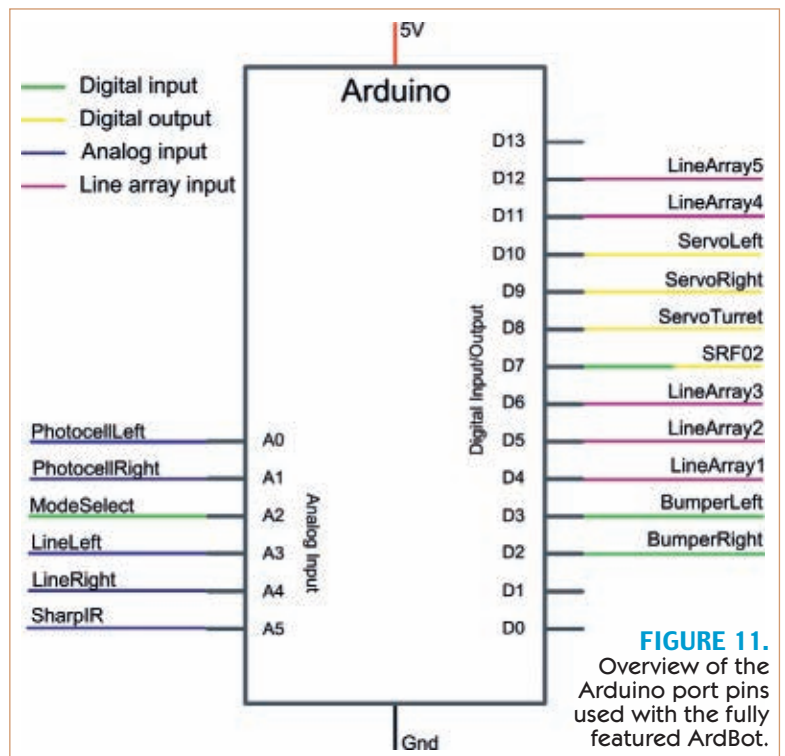 5V
Arduino
Digital input
Digital output
Analog input
Line array input
D13
D12 LineArray5
D11 LineArray4
D10 ServoLeft
D9 ServoRight
D8 ServoTurret
D7 SRF02
D6 LineArray3
D5 LineArray2
D4 LineArray1
D3 BumperLeft
D2 BumperRight
D1
D0
Digital Input/Output
PhotocellLeft A0
PhotocellRight A1
ModeSelect A2
LineLeft A3
LineRight A4
SharpIR A5
Analog Input
Gnd
FIGURE 11.
Overview of the
Arduino port pins
used with the fully
featured ArdBot.